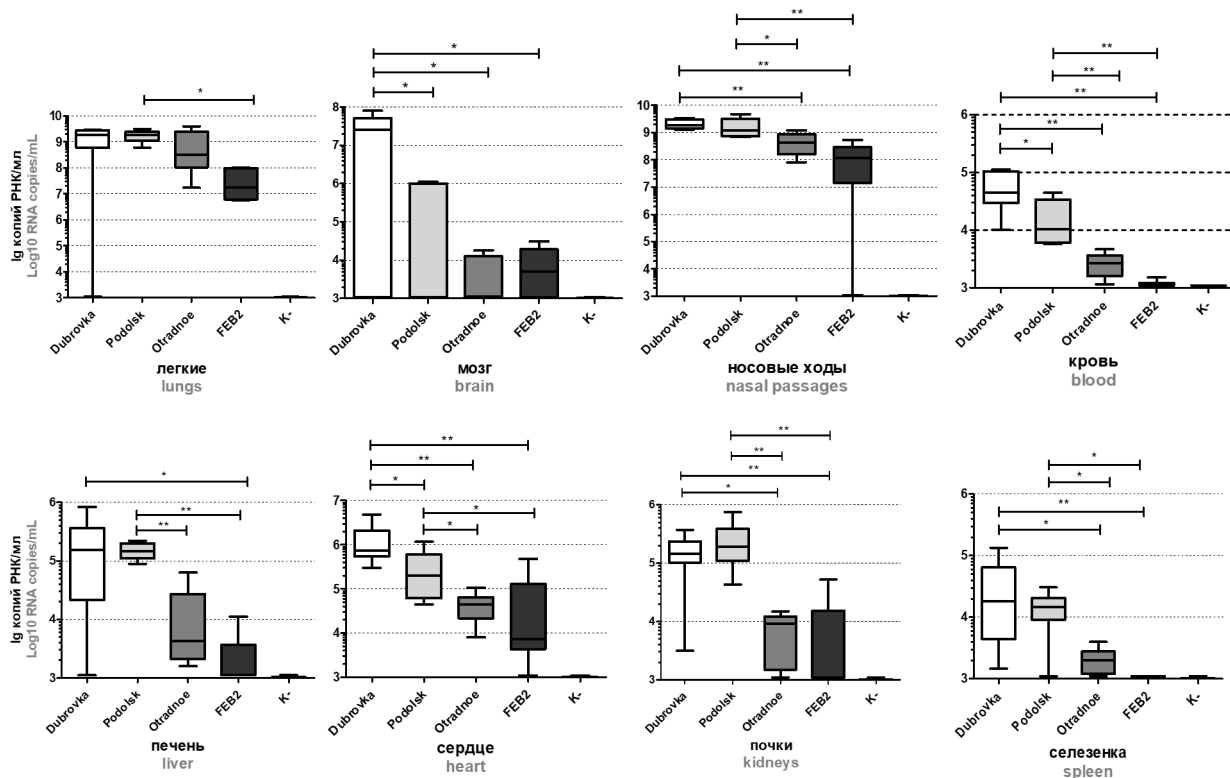 ** 
** * **
* * ** **
* * ** **
* ** *
10 9 8 7 6 5 4 3
8 7 6 5 4 3
10 9 8 7 6 5 4 3
6 5 4 3
lg копий РНК/мл
Log10 RNA copies/mL
Dubrovka Podolsk Otradnoe FEB2 K-
Dubrovka Podolsk Otradnoe FEB2 K-
Dubrovka Podolsk Otradnoe FEB2 K-
Dubrovka Podolsk Otradnoe FEB2 K-
легкие
lungs
мозг
brain
носовые ходы
nasal passages
кровь
blood
* ** **
** ** * *
** ** * *
* * ** **
* *
6 5 4 3
7 6 5 4 3
6 5 4 3
6 5 4 3
lg копий РНК/мл
Log10 RNA copies/mL
Dubrovka Podolsk Otradnoe FEB2 K-
Dubrovka Podolsk Otradnoe FEB2 K-
Dubrovka Podolsk Otradnoe FEB2 K-
Dubrovka Podolsk Otradnoe FEB2 K-
печень
liver
сердце
heart
почки
kidneys
селезенка
spleen